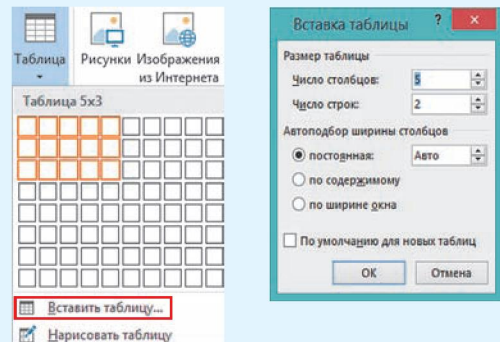 Таблица
Рисунки
Изображения
из Интернета
Таблица 5x3
Вставить таблицу...
Нарисовать таблицу
Вставка таблицы
?
Размер таблицы
Число столбцов: 5
Число строк: 2
Автоподбор ширины столбцов
постоянная: Авто
по содержимому
по ширине окна
По умолчанию для новых таблиц
ОК Отмена